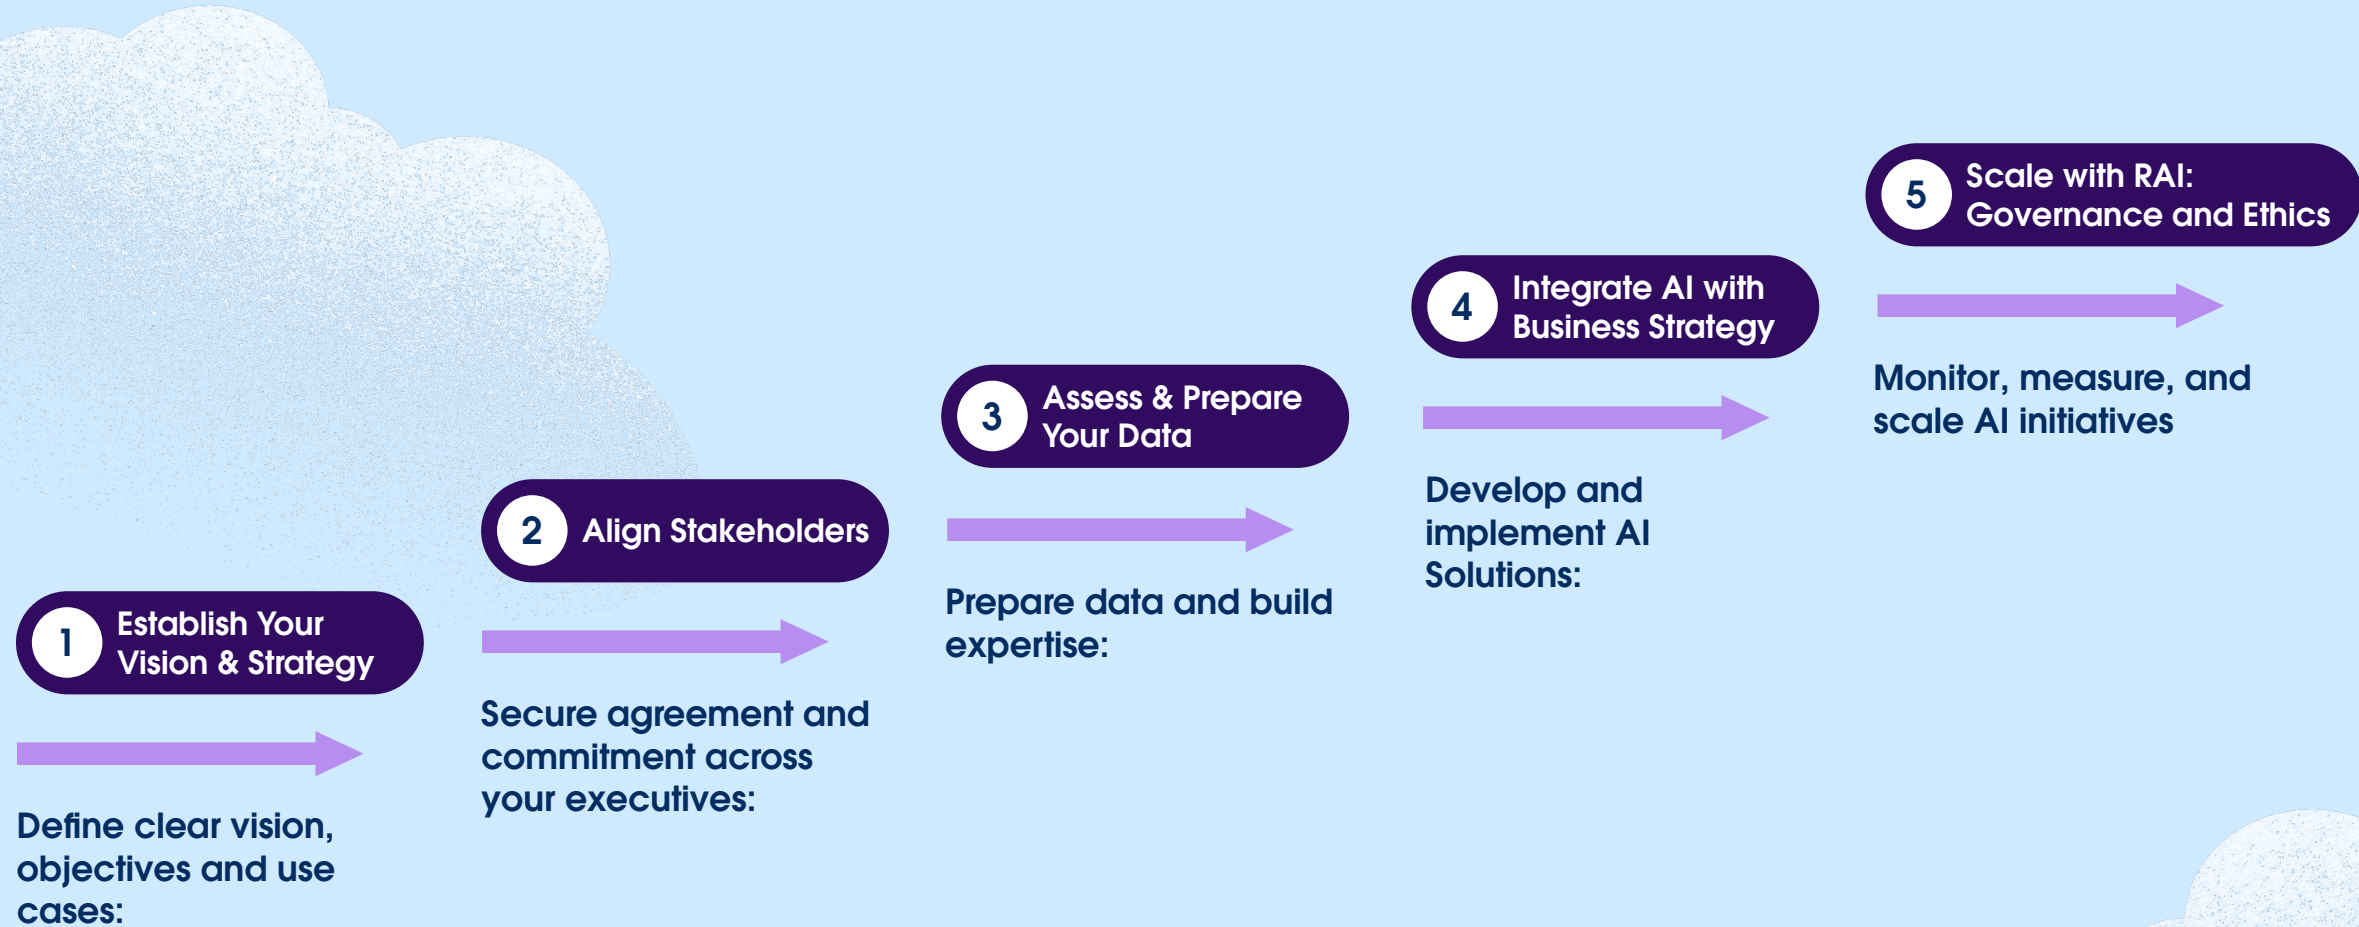 1
Establish Your
Vision & Strategy
Define clear vision,
objectives and use
cases:
2
Align Stakeholders
Secure agreement and
commitment across
your executives:
3
Assess & Prepare
Your Data
Prepare data and build
expertise:
4
Integrate AI with
Business Strategy
Develop and
implement AI
Solutions:
5
Scale with RAI:
Governance and Ethics
Monitor, measure, and
scale AI initiatives